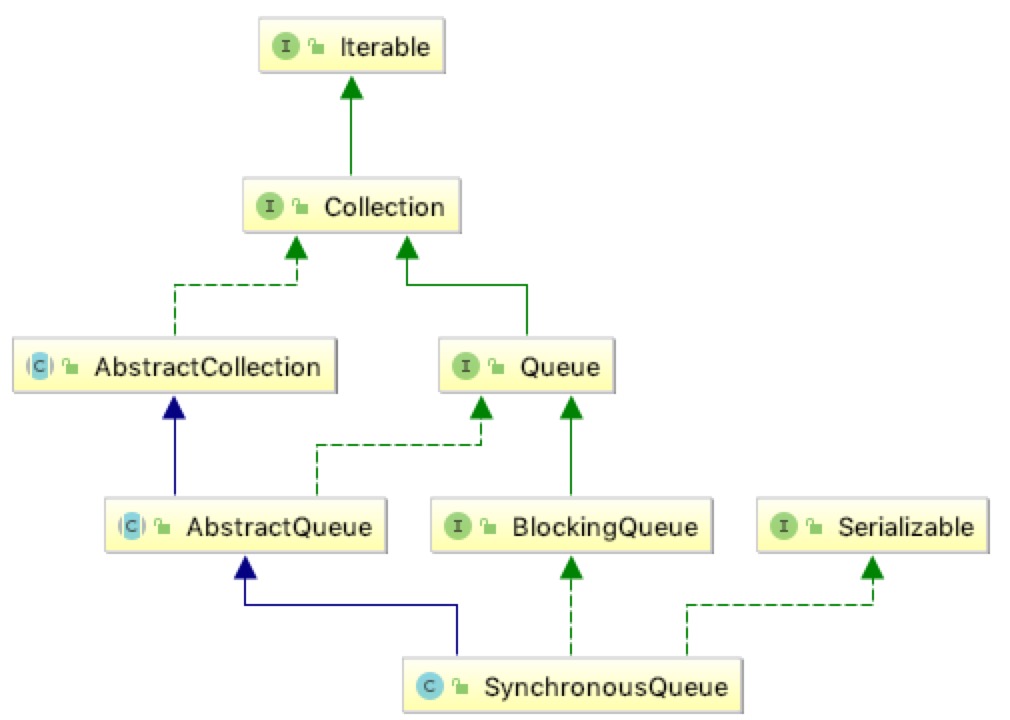 I Iterable
I Collection
C AbstractCollection
I Queue
C AbstractQueue
I BlockingQueue
I Serializable
C SynchronousQueue